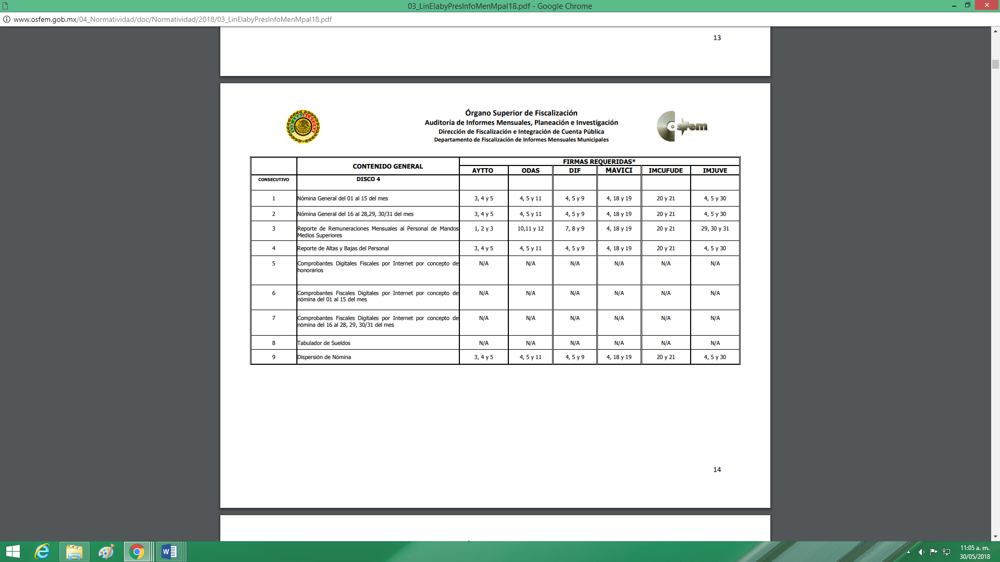 03_LinElabyPresInfoMenMpal18.pdf - Google Chrome
www.osfem.gob.mx/04_Normatividad/doc/Normatividad/2018/03_LinElabyPresInfoMenMpal18.pdf
13
Órgano Superior de Fiscalización
Auditoría de Informes Mensuales, Planeación e Investigación
Dirección de Fiscalización e Integración de Cuenta Pública
Departamento de Fiscalización de Informes Mensuales Municipales
osfem
CONTENIDO GENERAL FIRMAS REQUERIDAS*
AYTTO ODAS DIF MAVICI IMCUFUDE IMJUVE
CONSECUTIVO DISCO 4
1 Nómina General del 01 al 15 del mes 3, 4 y 5 4, 5 y 11 4, 5 y 9 4, 18 y 19 20 y 21 4, 5 y 30
2 Nómina General del 16 al 28,29, 30/31 del mes 3, 4 y 5 4, 5 y 11 4, 5 y 9 4, 18 y 19 20 y 21 4, 5 y 30
3 Reporte de Remuneraciones Mensuales al Personal de Mandos 1, 2 y 3 10,11 y 12 7, 8 y 9 4, 18 y 19 20 y 21 29, 30 y 31
Medios Superiores
4 Reporte de Altas y Bajas del Personal 3, 4 y 5 4, 5 y 11 4, 5 y 9 4, 18 y 19 20 y 21 4, 5 y 30
5 Comprobantes Digitales Fiscales por Internet por concepto de N/A N/A N/A N/A N/A N/A
honorarios
6 Comprobantes Fiscales Digitales por Internet por concepto de N/A N/A N/A N/A N/A N/A
nómina del 01 al 15 del mes
7 Comprobantes Fiscales Digitales por Internet por concepto de N/A N/A N/A N/A N/A N/A
nómina del 16 al 28, 29, 30/31 del mes
8 Tabulador de Sueldos N/A N/A N/A N/A N/A N/A
9 Dispersión de Nómina 3, 4 y 5 4, 5 y 11 4, 5 y 9 4, 18 y 19 20 y 21 4, 5 y 30
14
11:05 a. m.
30/05/2018